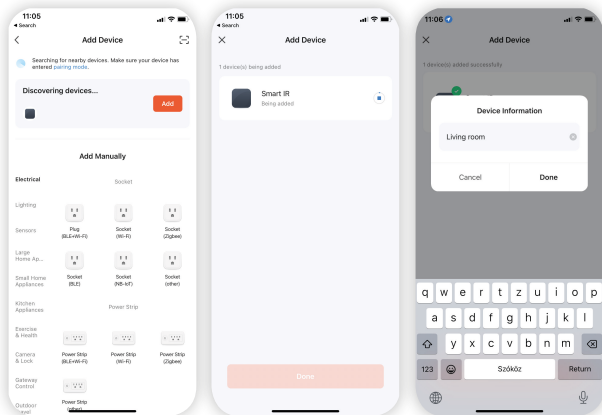 11:05
Search
Add Device
Searching for nearby devices. Make sure your device has
entered pairing mode.
Discovering devices...
Add
Add Manually
Electrical
Socket
Lighting
Sensors
Plug
(BLE+Wi-Fi)
Socket
(Wi-Fi)
Socket
(Zigbee)
Large
Home Ap...
Small Home
Appliances
Socket
(BLE)
Socket
(NB-IoT)
Socket
(other)
Kitchen
Appliances
Power Strip
Exercise
& Health
Camera
& Lock
Power Strip
(BLE+Wi-Fi)
Power Strip
(Wi-Fi)
Power Strip
(Zigbee)
Gateway
Control
Outdoor
Travel
Power Strip
(other)
11:05
Search
Add Device
1 device(s) being added
Smart IR
Being added
Done
11:06
Search
Add Device
1 device(s) added successfully
Device Information
Living room
Cancel
Done
q w e r t z u i o p
a s d f g h j k l
y x c v b n m
123
Szóköz
Return